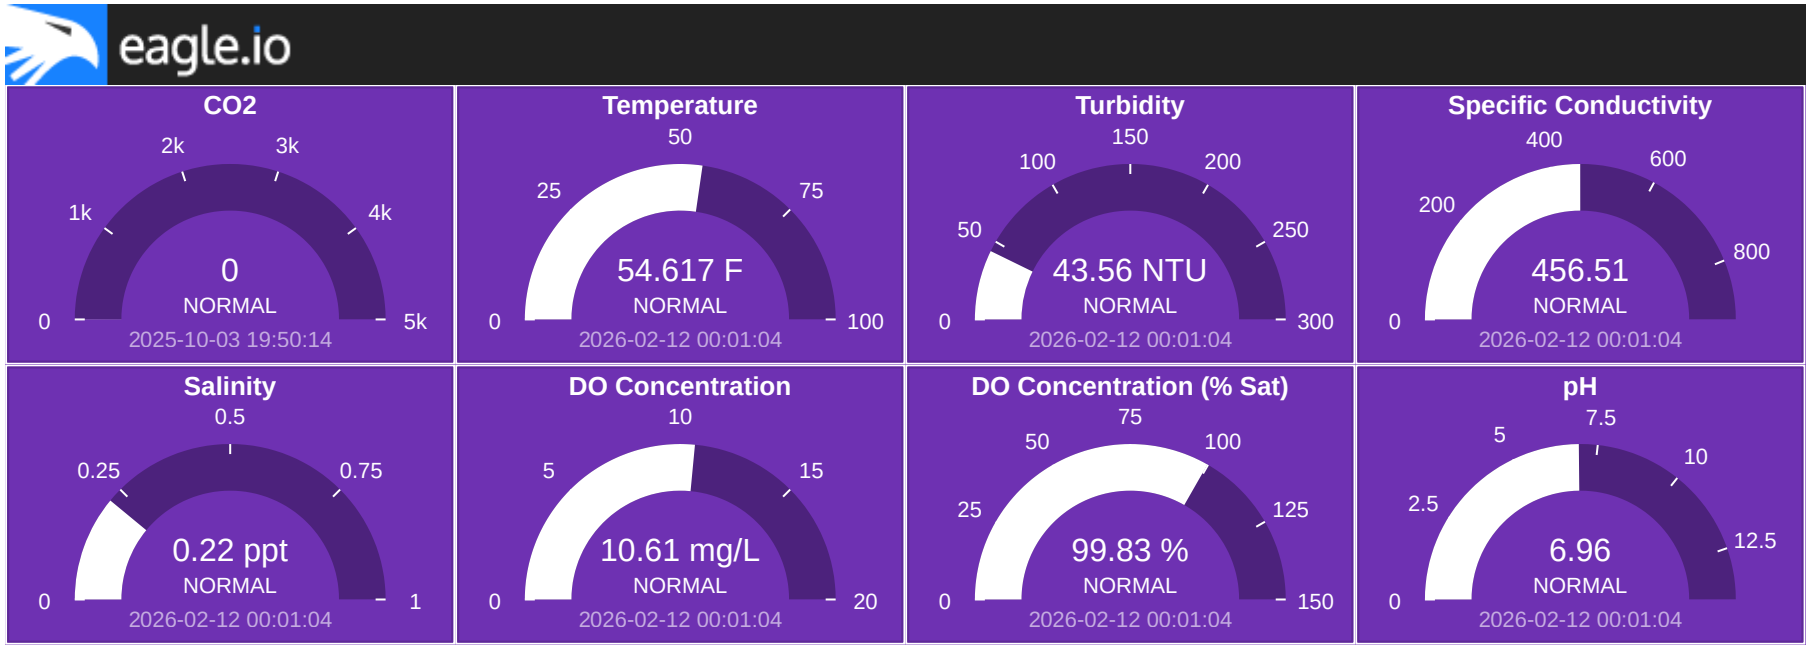 eagle.io
CO2
0
1k
2k
3k
4k
5k
0
NORMAL
2025-10-03 19:50:14
Temperature
0
25
50
75
100
54.617 F
NORMAL
2026-02-12 00:01:04
Turbidity
0
50
100
150
200
250
300
43.56 NTU
NORMAL
2026-02-12 00:01:04
Specific Conductivity
0
200
400
600
800
456.51
NORMAL
2026-02-12 00:01:04
Salinity
0
0.25
0.5
0.75
1
0.22 ppt
NORMAL
2026-02-12 00:01:04
DO Concentration
0
5
10
15
20
10.61 mg/L
NORMAL
2026-02-12 00:01:04
DO Concentration (% Sat)
0
25
50
75
100
125
150
99.83 %
NORMAL
2026-02-12 00:01:04
pH
0
2.5
5
7.5
10
12.5
6.96
NORMAL
2026-02-12 00:01:04